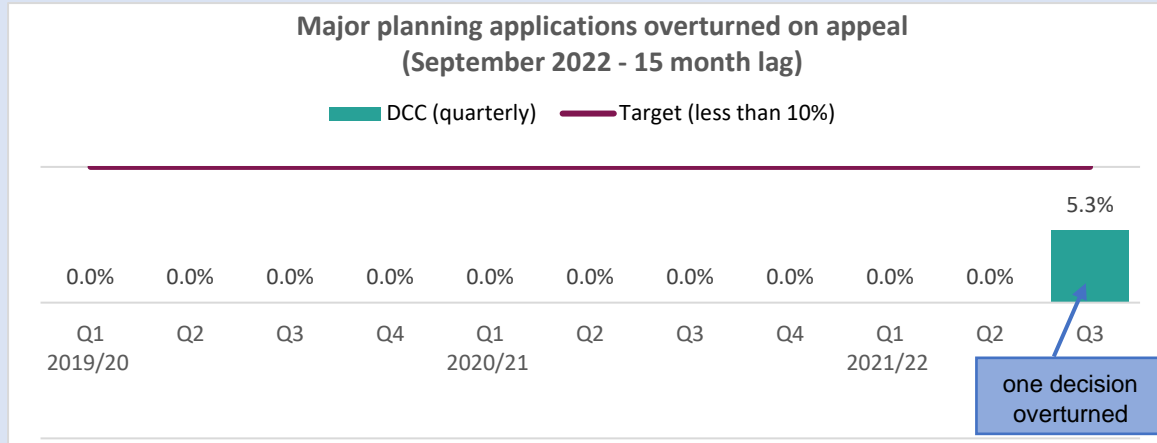 Major planning applications overturned on appeal
(September 2022 - 15 month lag)
DCC (quarterly) Target (less than 10%)
5.3%
0.0% 0.0% 0.0% 0.0% 0.0% 0.0% 0.0% 0.0% 0.0% 0.0%
Q1 Q2 Q3 Q4 Q1 Q2 Q3 Q4 Q1 Q2 Q3
2019/20 2020/21 2021/22
one decision
overturned